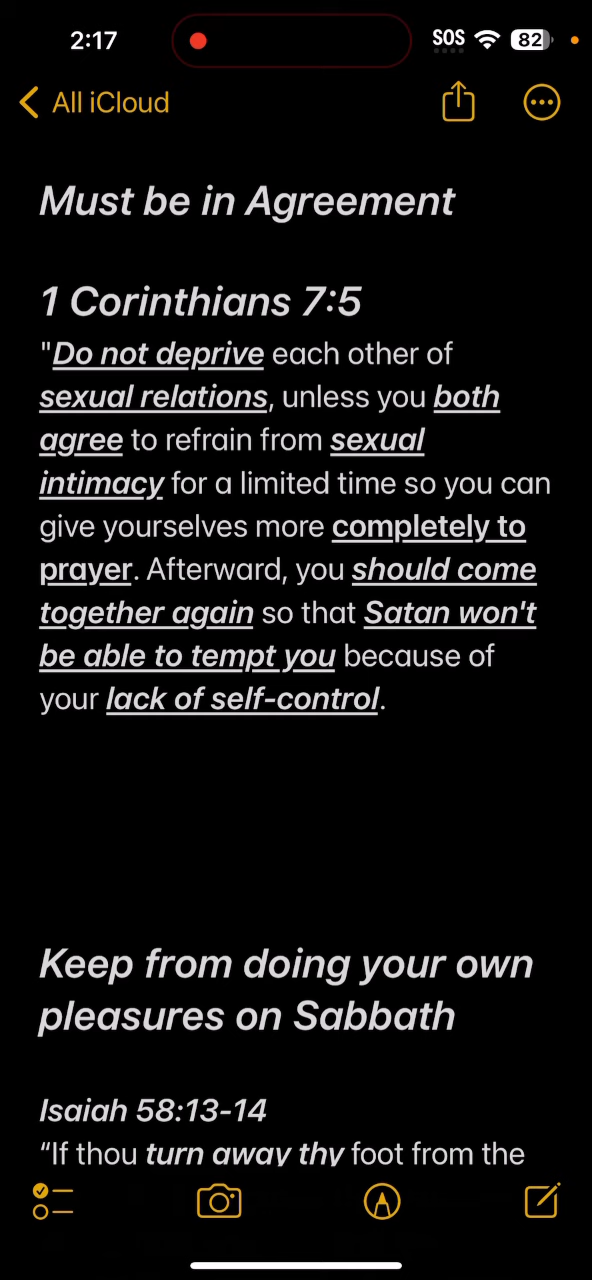 2:17
SOS
82
All iCloud
Must be in Agreement
1 Corinthians 7:5
"Do not deprive each other of
sexual relations, unless you both
agree to refrain from sexual
intimacy for a limited time so you can
give yourselves more completely to
prayer. Afterward, you should come
together again so that Satan won't
be able to tempt you because of
your lack of self-control.
Keep from doing your own
pleasures on Sabbath
Isaiah 58:13-14
“If thou turn away thy foot from the